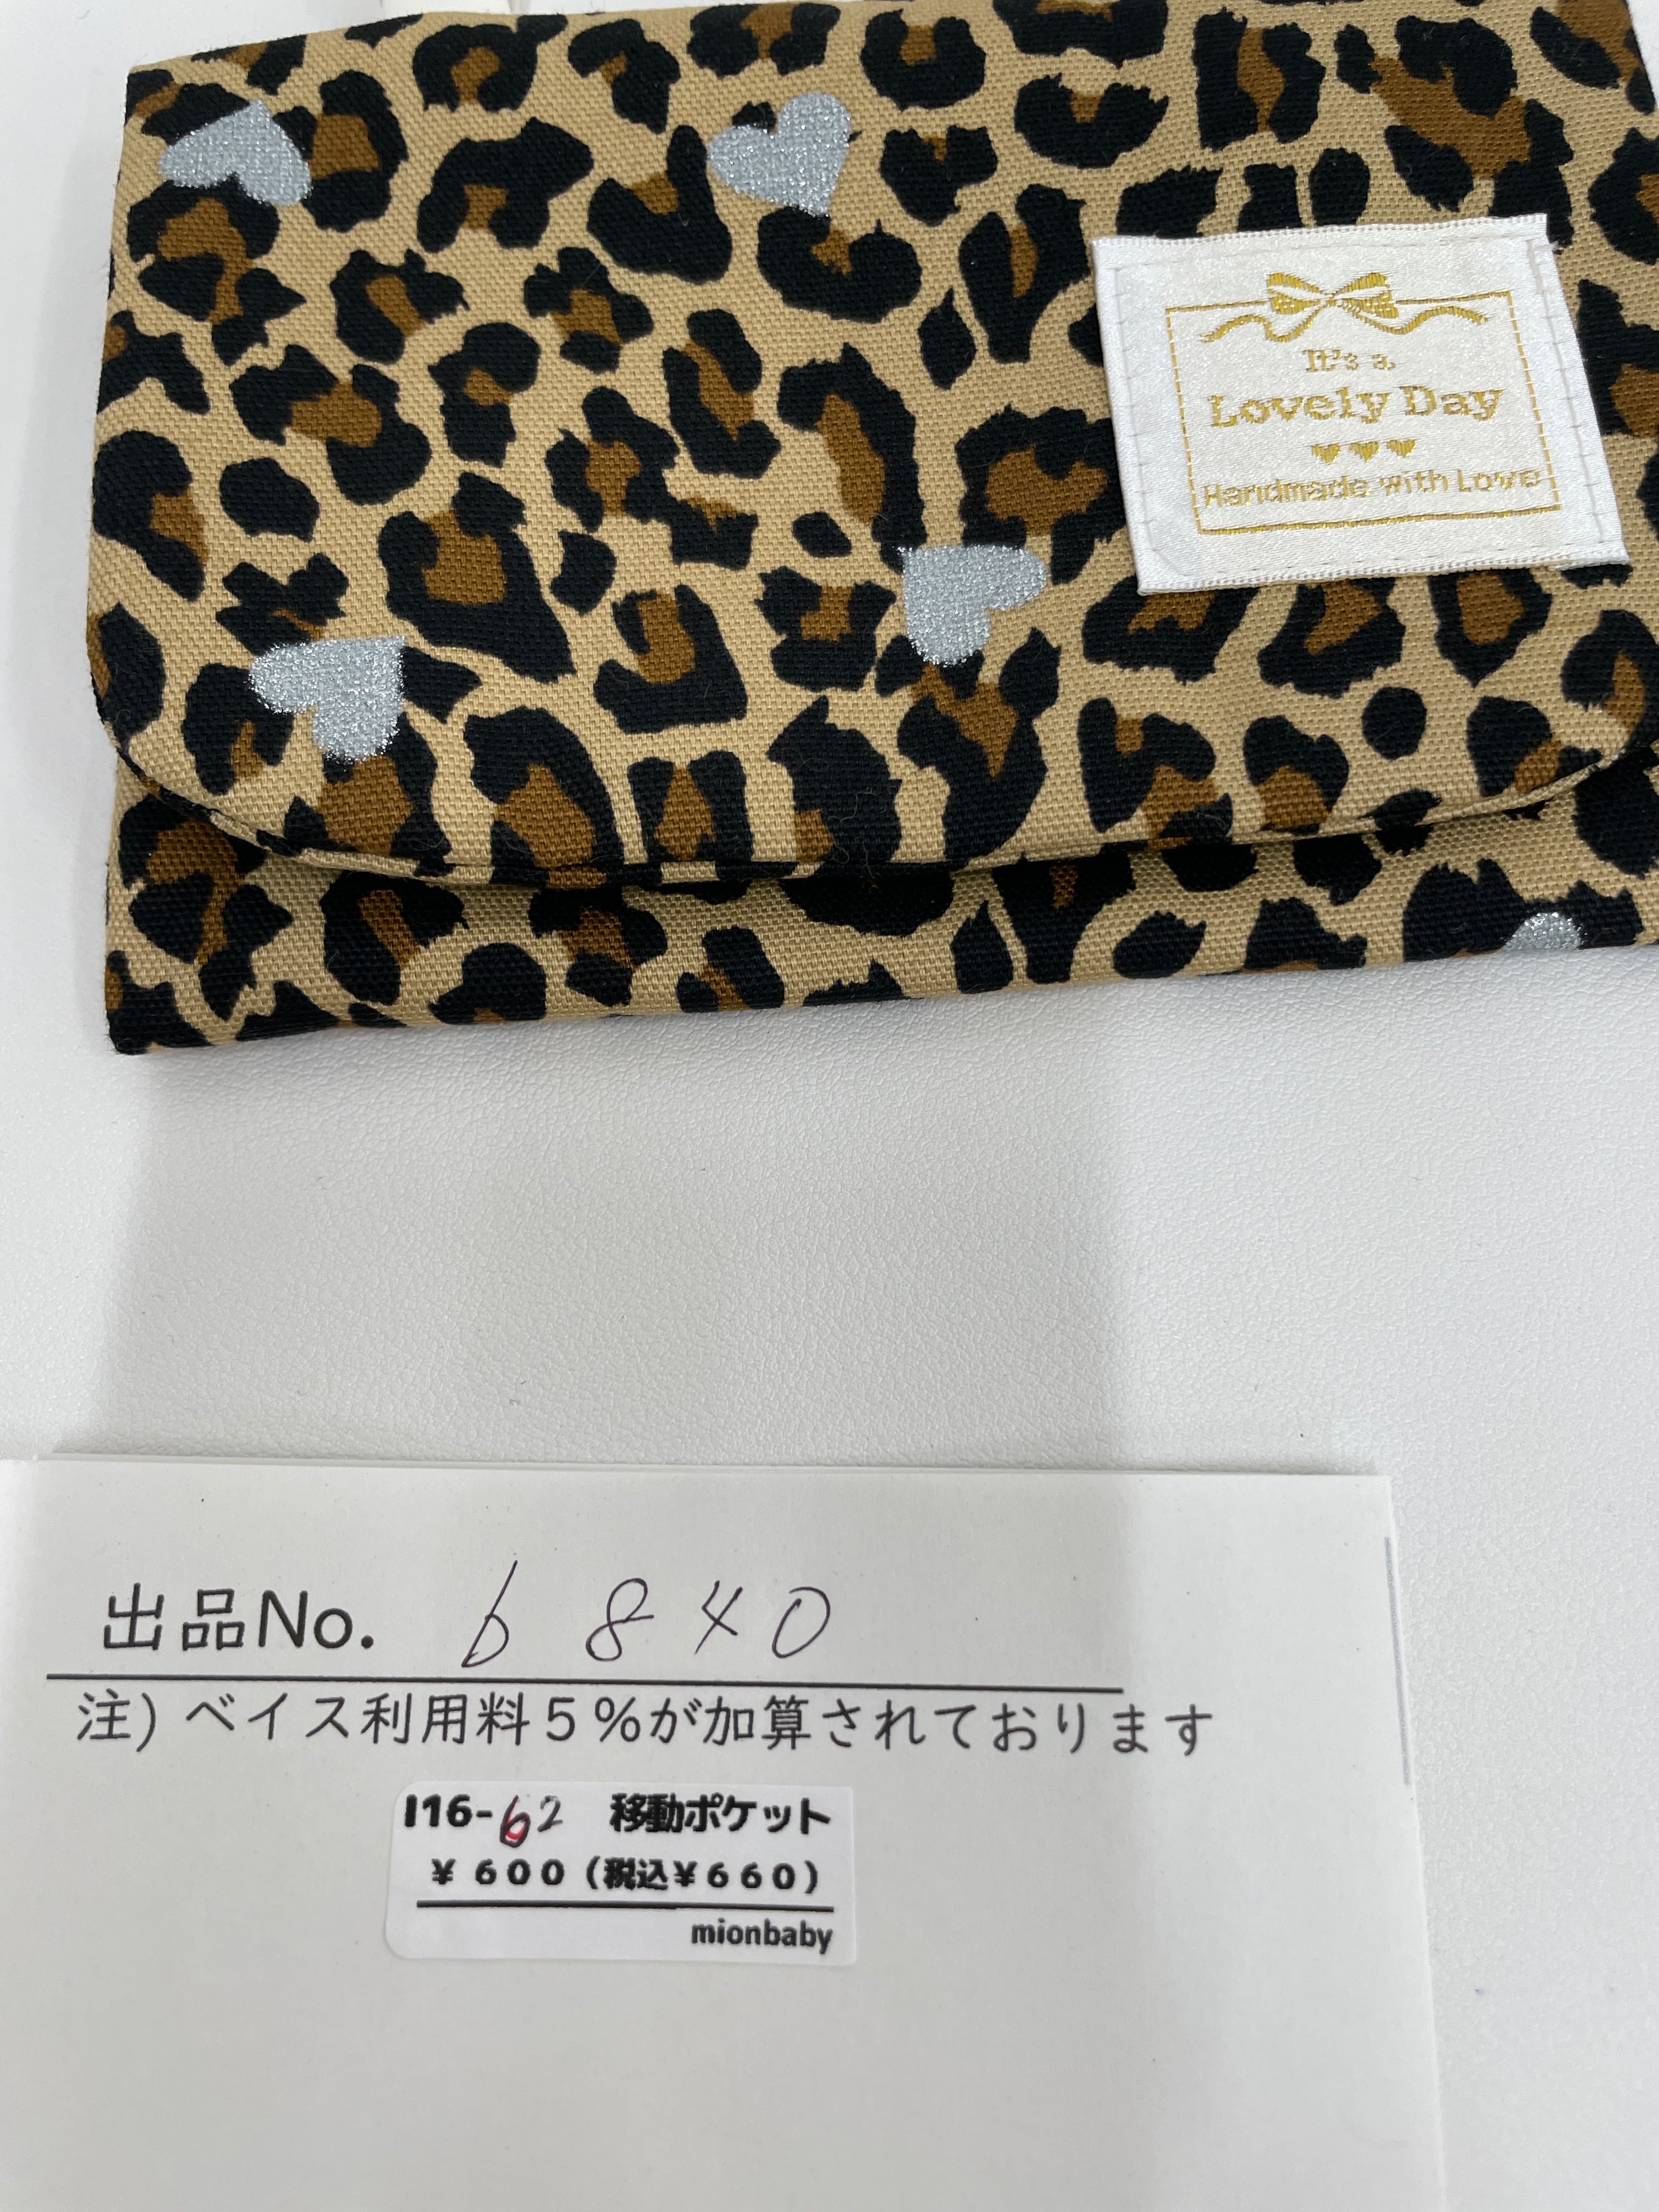 It's a
Lovely Day
Handmade with Love
出品No. 6840
注) ベイス利用料5%が加算されております
I16-62 移動ポケット
¥600(税込¥660)
mionbaby